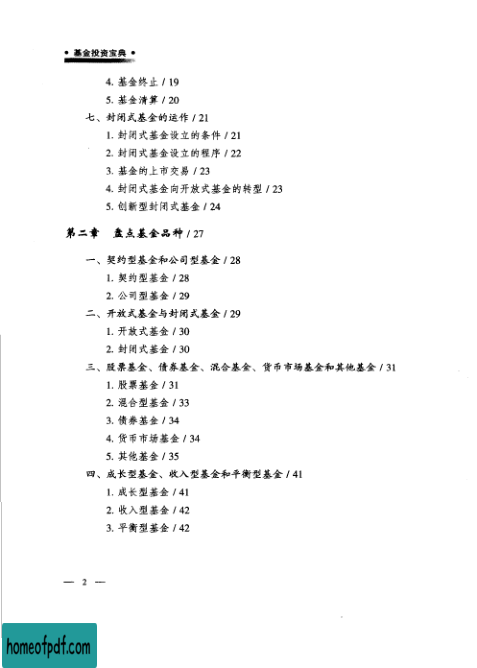 • 基金投资宝典 •
4. 基金终止 / 19
5. 基金清算 / 20
七、封闭式基金的运作 / 21
1. 封闭式基金设立的条件 / 21
2. 封闭式基金设立的程序 / 22
3. 基金的上市交易 / 23
4. 封闭式基金向开放式基金的转型 / 23
5. 创新型封闭式基金 / 24
第二章 盘点基金品种 / 27
一、契约型基金和公司型基金 / 28
1. 契约型基金 / 28
2. 公司型基金 / 29
二、开放式基金与封闭式基金 / 29
1. 开放式基金 / 30
2. 封闭式基金 / 30
三、股票基金、债券基金、混合基金、货币市场基金和其他基金 / 31
1. 股票基金 / 31
2. 混合型基金 / 33
3. 债券基金 / 34
4. 货币市场基金 / 34
5. 其他基金 / 35
四、成长型基金、收入型基金和平衡型基金 / 41
1. 成长型基金 / 41
2. 收入型基金 / 42
3. 平衡型基金 / 42
— 2 —
homeofpdf.com